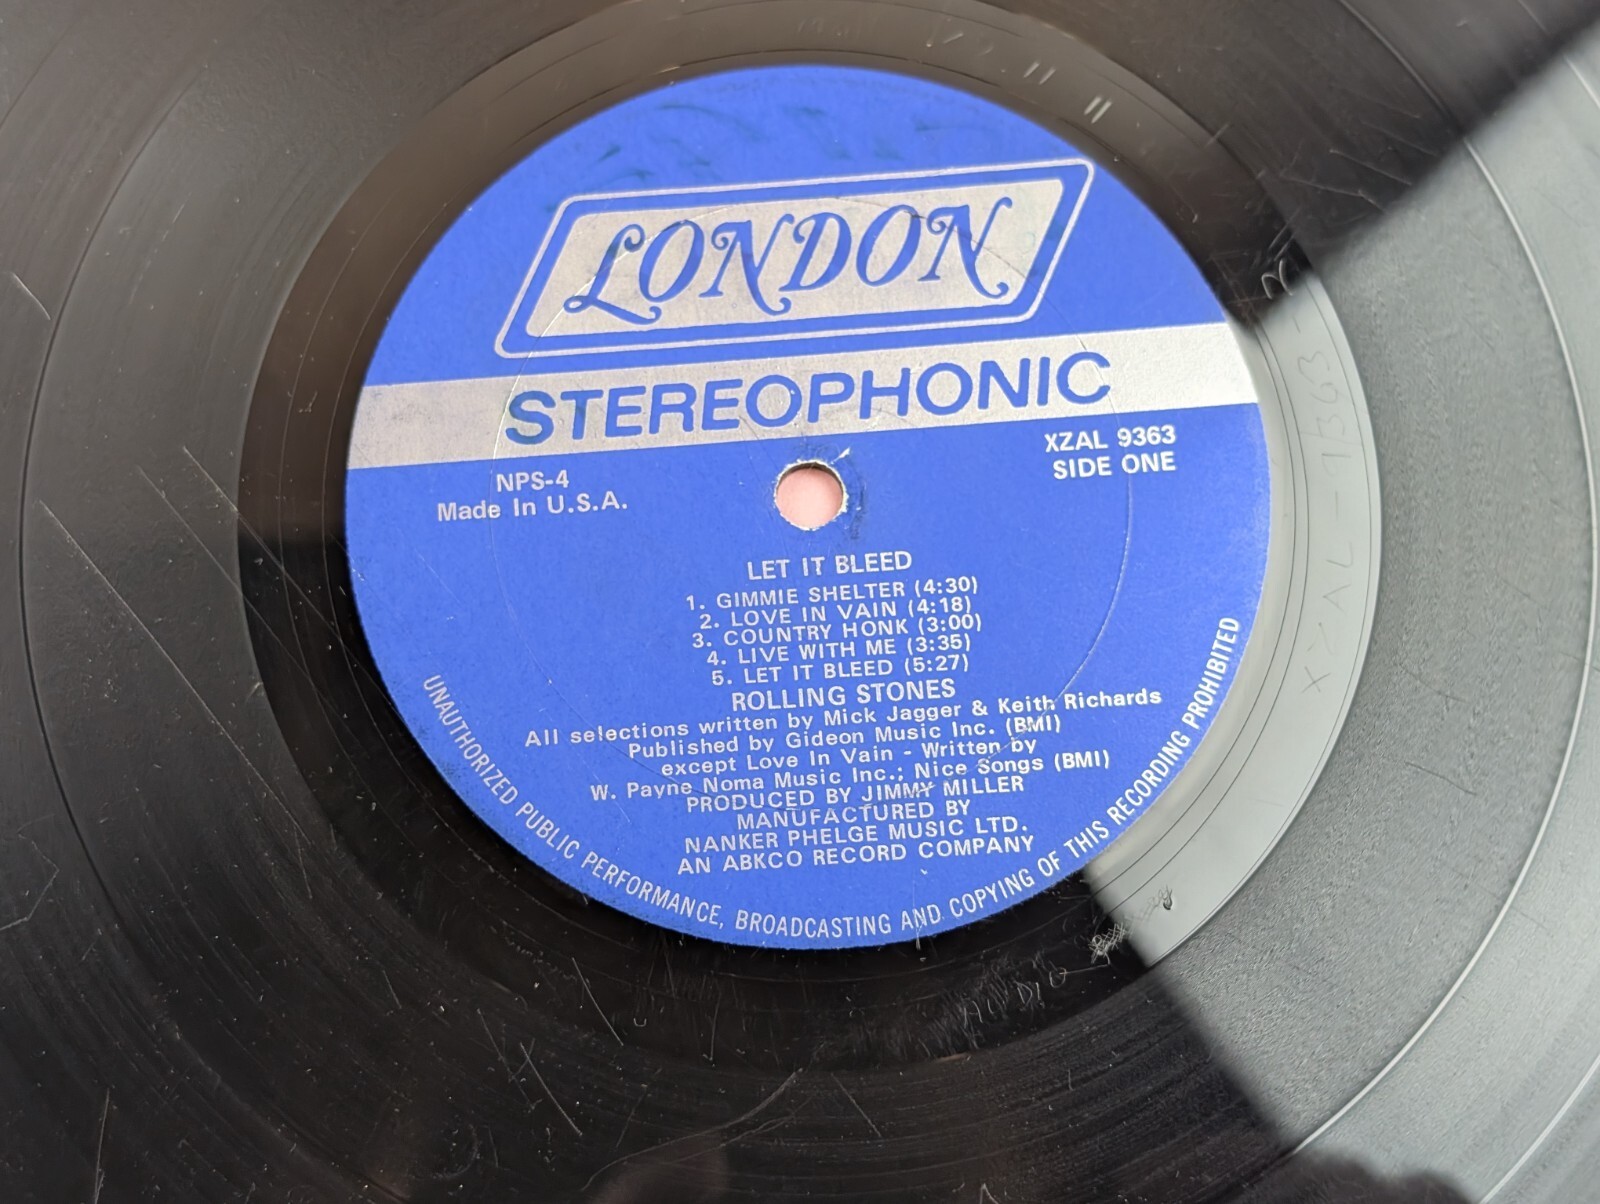 LONDON
STEREOPHONIC
NPS-4
Made In U.S.A.
XZAL 9363
SIDE ONE
LET IT BLEED
1. GIMMIE SHELTER (4:30)
2. LOVE IN VAIN (4:18)
3. COUNTRY HONK (3:00)
4. LIVE WITH ME (3:35)
5. LET IT BLEED (5:27)
ROLLING STONES
All selections written by Mick Jagger & Keith Richards
Published by Gideon Music Inc. (BMI)
except Love In Vain - Written by
W. Payne Noma Music Inc.; Nice Songs (BMI)
PRODUCED BY JIMMY MILLER
MANUFACTURED BY
NANKER PHELGE MUSIC LTD.
AN ABKCO RECORD COMPANY
UNAUTHORIZED PUBLIC PERFORMANCE, BROADCASTING AND COPYING OF THIS RECORDING PROHIBITED
XZAL-9363-
AUDIO